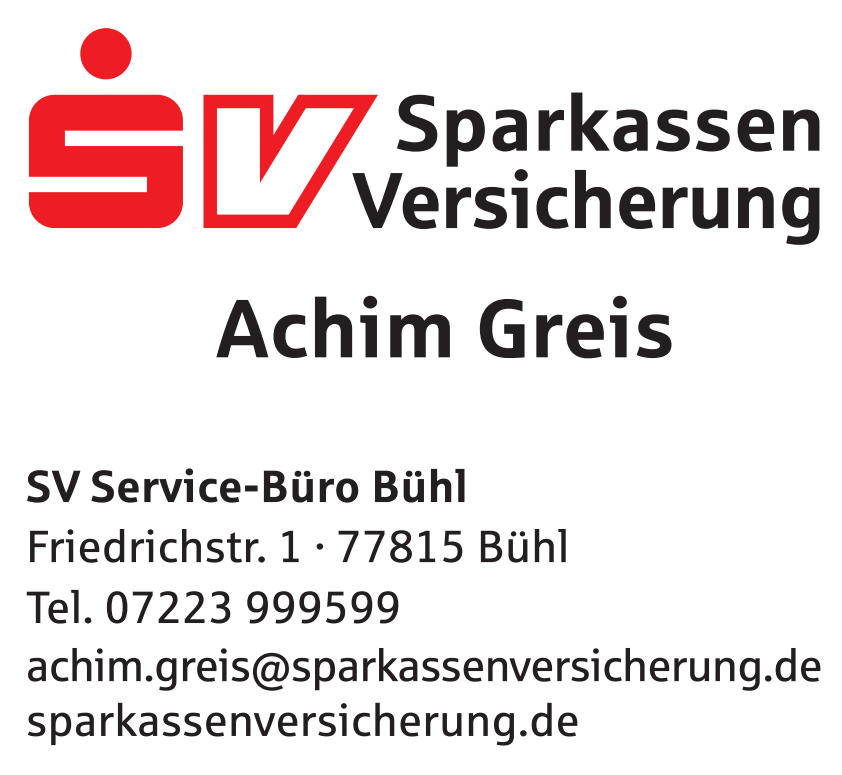 SV Sparkassen
Versicherung
Achim Greis
SV Service-Büro Bühl
Friedrichstr. 1 · 77815 Bühl
Tel. 07223 999599
achim.greis@sparkassenversicherung.de
sparkassenversicherung.de